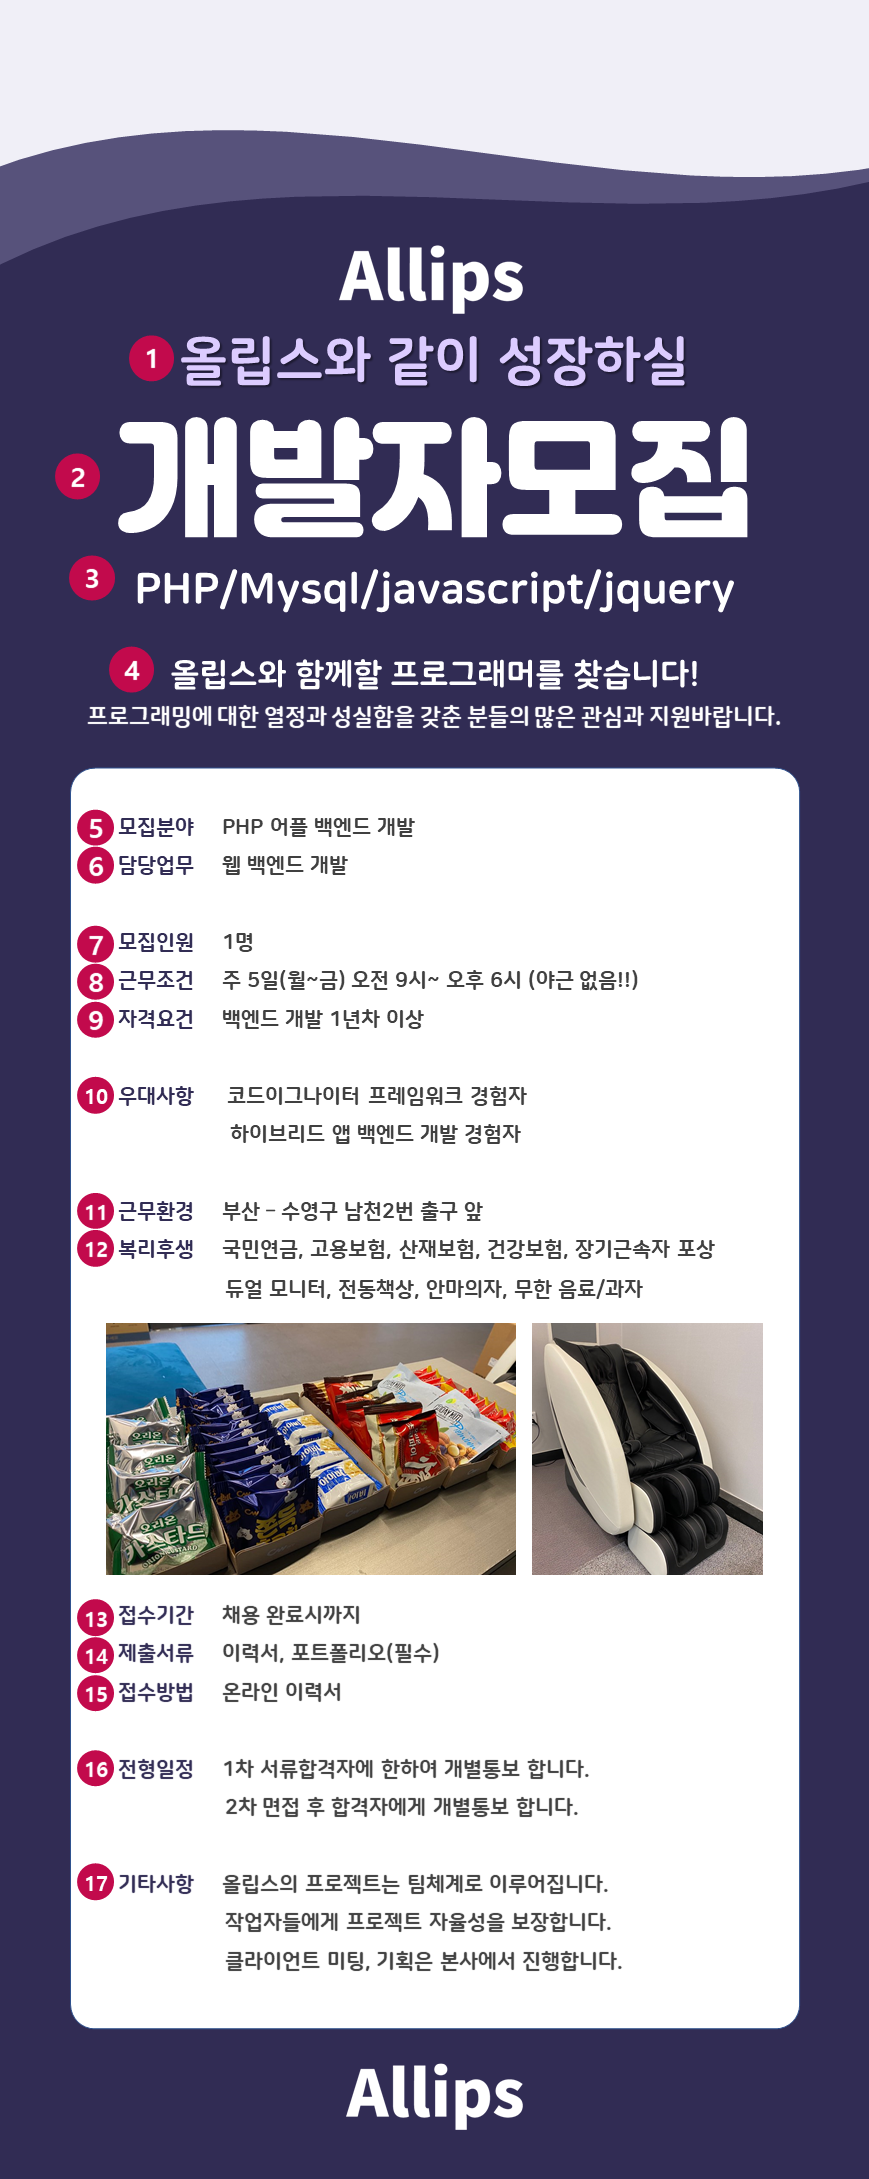 Allips
1 올립스와 같이 성장하실
2 개발자모집
3 PHP/Mysql/javascript/jquery
4 올립스와 함께할 프로그래머를 찾습니다!
프로그래밍에 대한 열정과 성실함을 갖춘 분들의 많은 관심과 지원바랍니다.
5 모집분야 PHP 어플 백엔드 개발
6 담당업무 웹 백엔드 개발
7 모집인원 1명
8 근무조건 주 5일(월~금) 오전 9시~ 오후 6시 (야근 없음!!)
9 자격요건 백엔드 개발 1년차 이상
10 우대사항 코드이그나이터 프레임워크 경험자
하이브리드 앱 백엔드 개발 경험자
11 근무환경 부산 – 수영구 남천2번 출구 앞
12 복리후생 국민연금, 고용보험, 산재보험, 건강보험, 장기근속자 포상
듀얼 모니터, 전동책상, 안마의자, 무한 음료/과자
오리온
카스타드
오리온
카스타드
쫀득
아이비
13 접수기간 채용 완료시까지
14 제출서류 이력서, 포트폴리오(필수)
15 접수방법 온라인 이력서
16 전형일정 1차 서류합격자에 한하여 개별통보 합니다.
2차 면접 후 합격자에게 개별통보 합니다.
17 기타사항 올립스의 프로젝트는 팀체계로 이루어집니다.
작업자들에게 프로젝트 자율성을 보장합니다.
클라이언트 미팅, 기획은 본사에서 진행합니다.
Allips